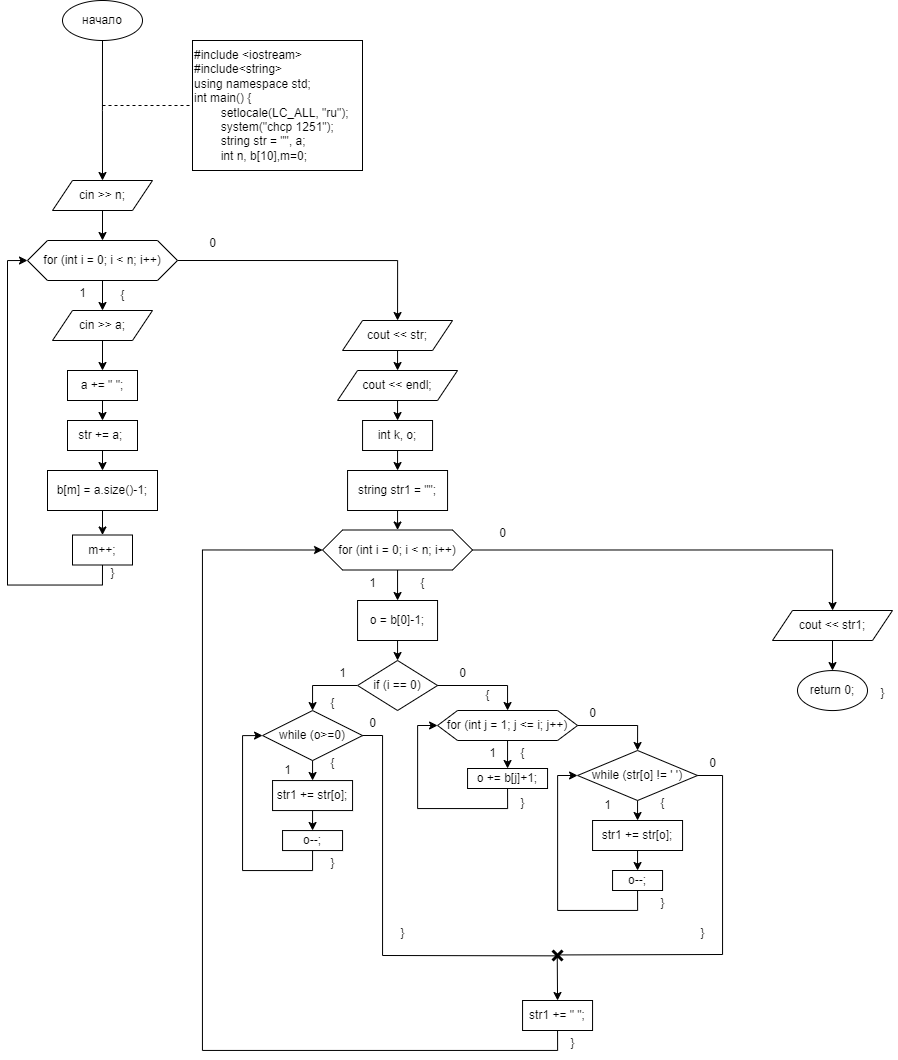 начало
#include <iostream>
#include<string>
using namespace std;
int main() {
setlocale(LC_ALL, "ru");
system("chcp 1251");
string str = "", a;
int n, b[10],m=0;
cin >> n;
for (int i = 0; i < n; i++)
0
1
{
cin >> a;
a += " ";
str += a;
b[m] = a.size()-1;
m++;
}
cout << str;
cout << endl;
int k, o;
string str1 = "";
for (int i = 0; i < n; i++)
0
1
{
o = b[0]-1;
if (i == 0)
1
0
{
{
while (o>=0)
0
1
{
str1 += str[o];
o--;
}
}
for (int j = 1; j <= i; j++)
0
1
{
o += b[j]+1;
}
while (str[o] != ' ')
0
1
{
str1 += str[o];
o--;
}
}
str1 += " ";
}
cout << str1;
return 0;
}